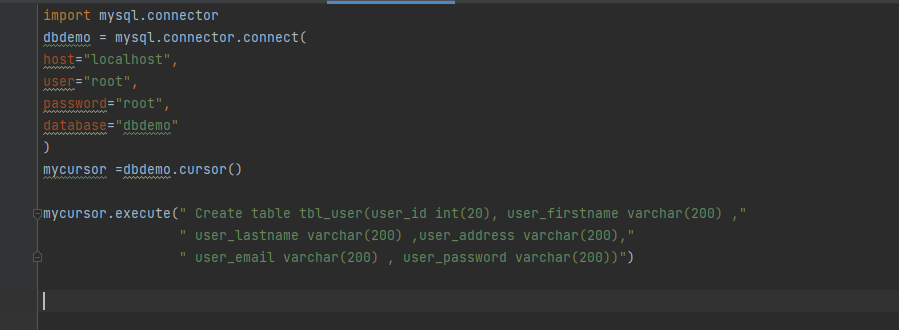 import mysql.connector
dbdemo = mysql.connector.connect(
host="localhost",
user="root",
password="root",
database="dbdemo"
)
mycursor =dbdemo.cursor()
mycursor.execute(" Create table tbl_user(user_id int(20), user_firstname varchar(200) ,"
" user_lastname varchar(200) ,user_address varchar(200),"
" user_email varchar(200) , user_password varchar(200))")